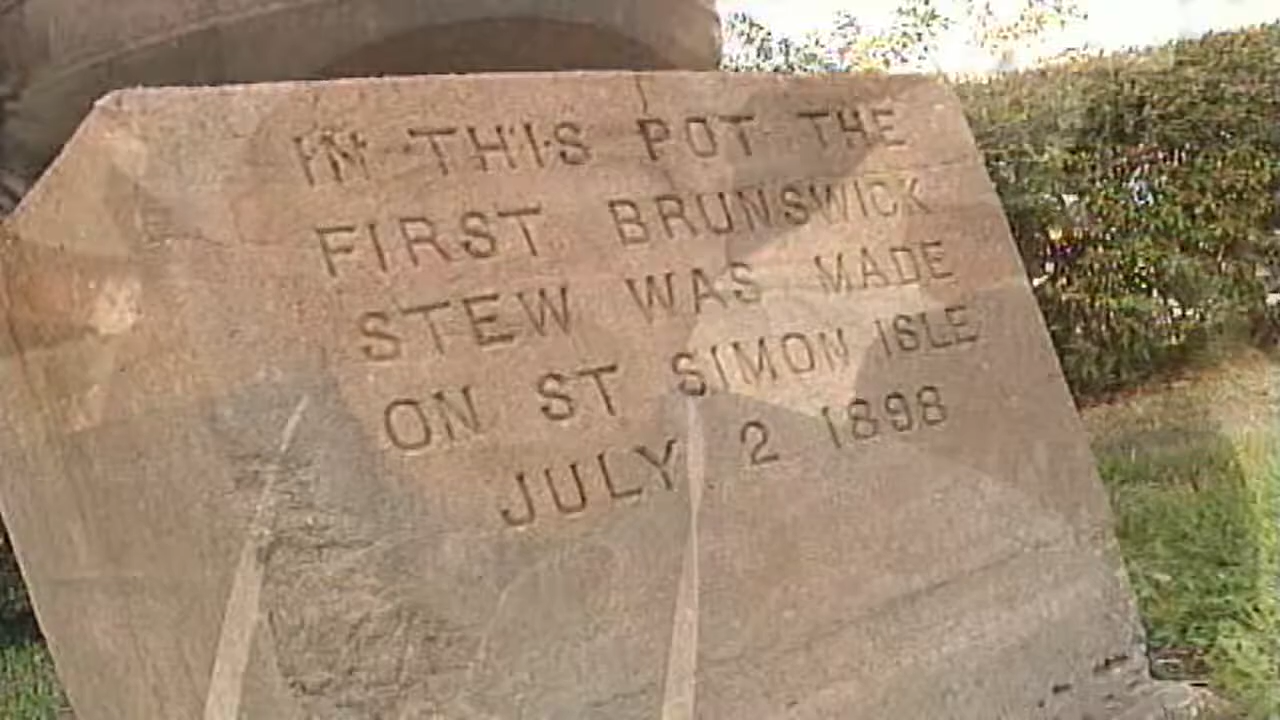 IN THIS POT THE
FIRST BRUNSWICK
STEW WAS MADE
ON ST SIMON ISLE
JULY 2 1898